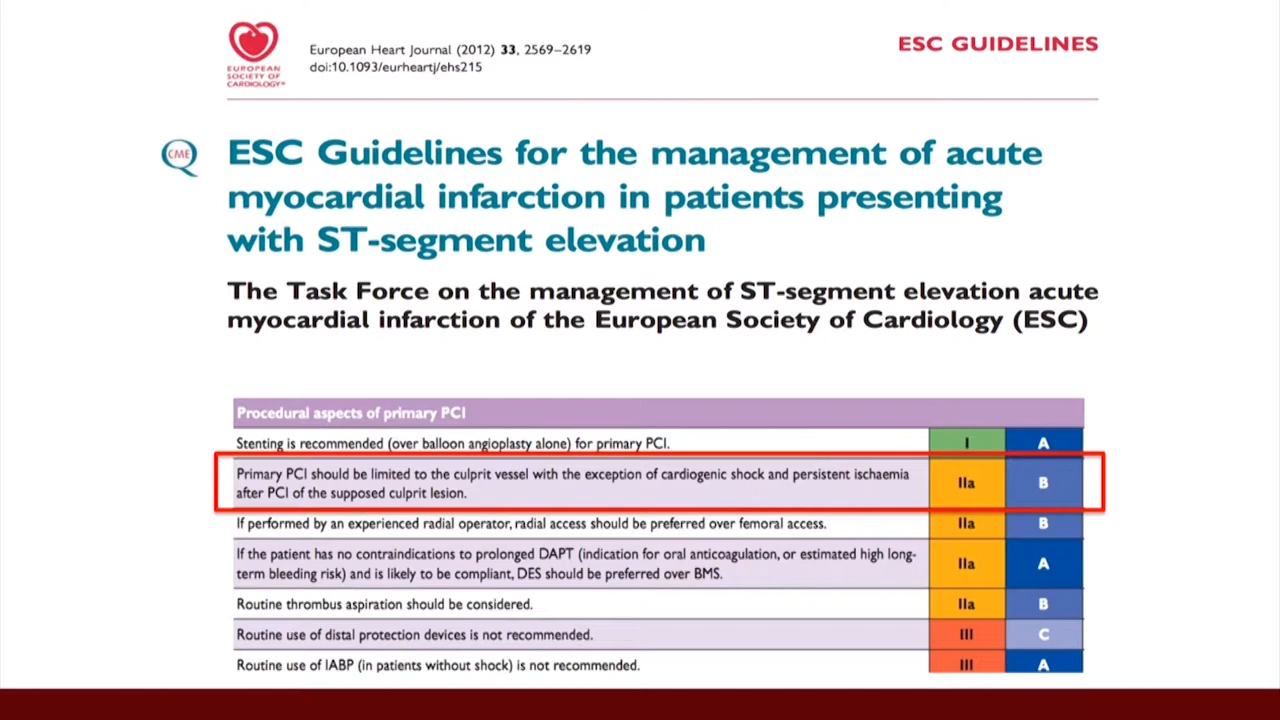 European Heart Journal (2012) 33, 2569–2619
doi:10.1093/eurheartj/ehs215
ESC GUIDELINES
EUROPEAN
SOCIETY OF
CARDIOLOGY®
CME
ESC Guidelines for the management of acute
myocardial infarction in patients presenting
with ST-segment elevation
The Task Force on the management of ST-segment elevation acute
myocardial infarction of the European Society of Cardiology (ESC)
Procedural aspects of primary PCI
Stenting is recommended (over balloon angioplasty alone) for primary PCI. I A
Primary PCI should be limited to the culprit vessel with the exception of cardiogenic shock and persistent ischaemia
after PCI of the supposed culprit lesion. IIa B
If performed by an experienced radial operator, radial access should be preferred over femoral access. IIa B
If the patient has no contraindications to prolonged DAPT (indication for oral anticoagulation, or estimated high long-
term bleeding risk) and is likely to be compliant, DES should be preferred over BMS. IIa A
Routine thrombus aspiration should be considered. IIa B
Routine use of distal protection devices is not recommended. III C
Routine use of IABP (in patients without shock) is not recommended. III A